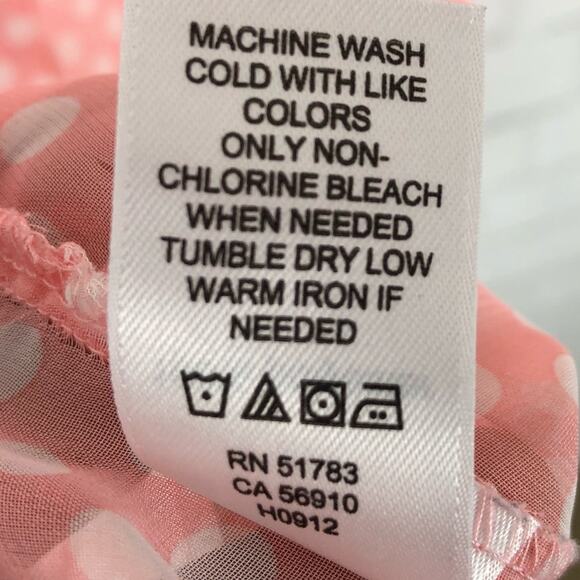 MACHINE WASH
COLD WITH LIKE
COLORS
ONLY NON-
CHLORINE BLEACH
WHEN NEEDED
TUMBLE DRY LOW
WARM IRON IF
NEEDED
RN 51783
CA 56910
H0912